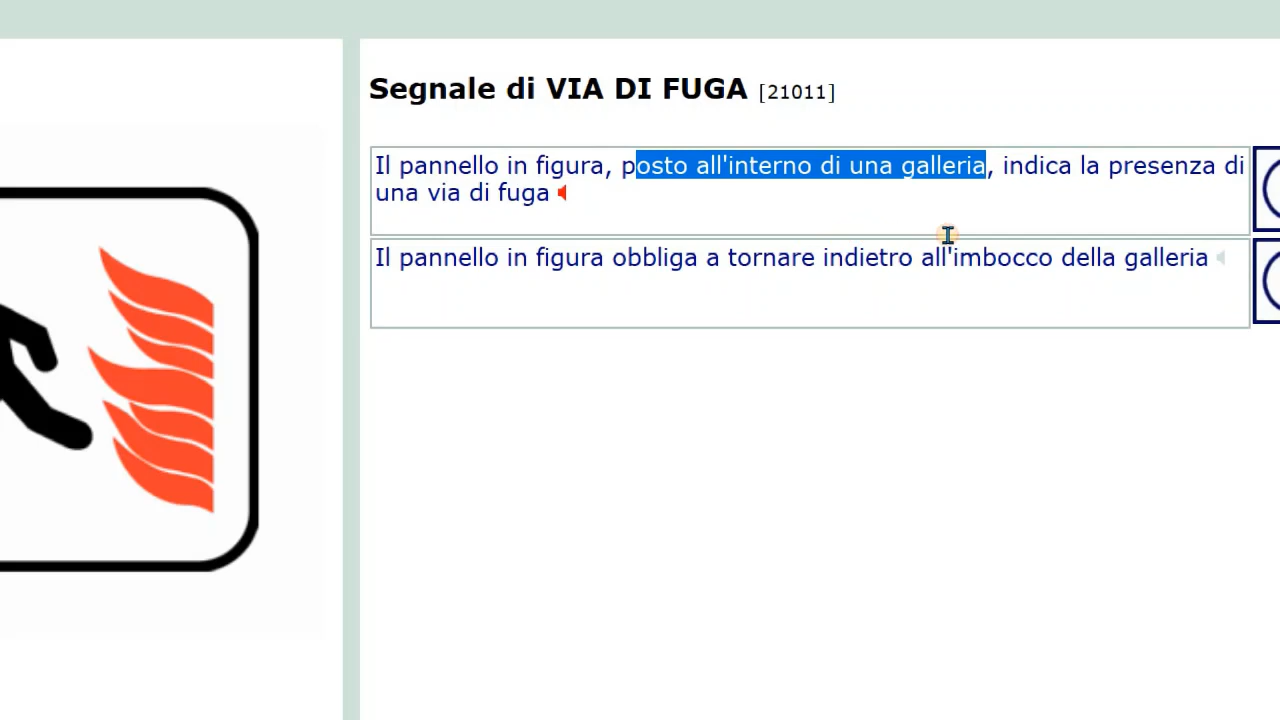 Segnale di VIA DI FUGA [21011]
Il pannello in figura, posto all'interno di una galleria, indica la presenza di
una via di fuga
Il pannello in figura obbliga a tornare indietro all'imbocco della galleria